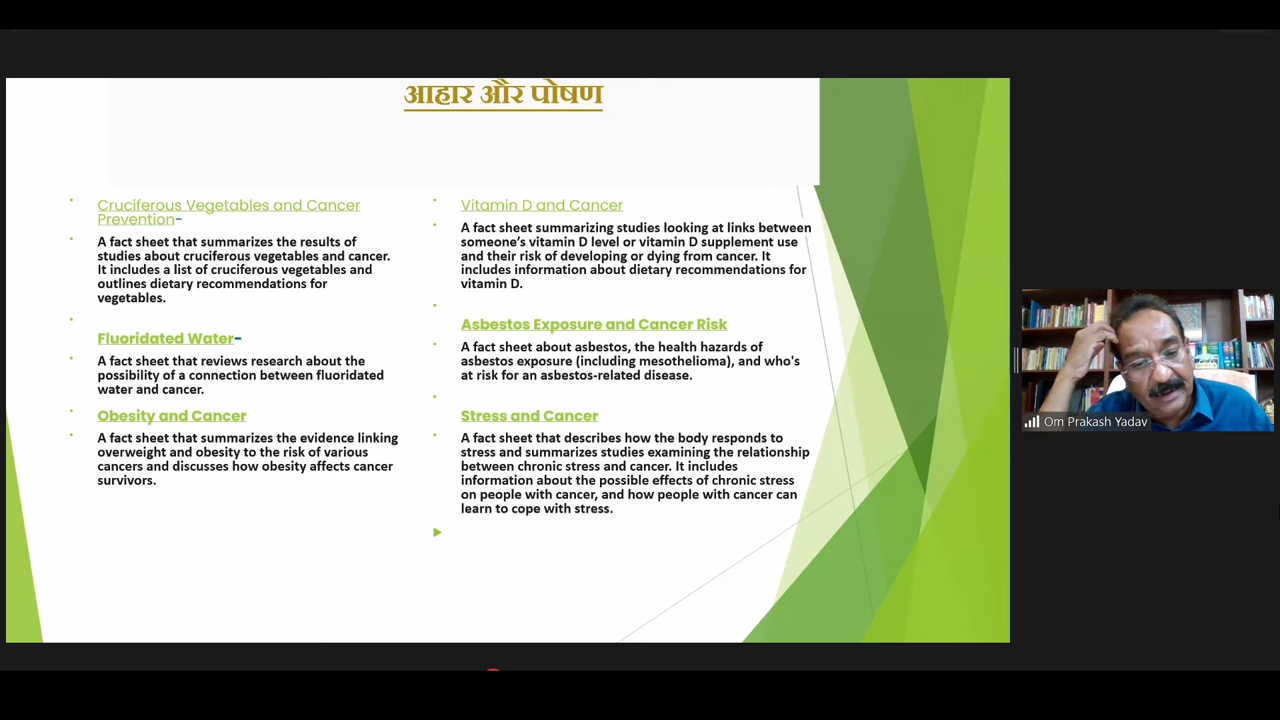 आहार और पोषण
Cruciferous Vegetables and Cancer
Prevention-
A fact sheet that summarizes the results of
studies about cruciferous vegetables and cancer.
It includes a list of cruciferous vegetables and
outlines dietary recommendations for
vegetables.
Fluoridated Water-
A fact sheet that reviews research about the
possibility of a connection between fluoridated
water and cancer.
Obesity and Cancer
A fact sheet that summarizes the evidence linking
overweight and obesity to the risk of various
cancers and discusses how obesity affects cancer
survivors.
Vitamin D and Cancer
A fact sheet summarizing studies looking at links between
someone's vitamin D level or vitamin D supplement use
and their risk of developing or dying from cancer. It
includes information about dietary recommendations for
vitamin D.
Asbestos Exposure and Cancer Risk
A fact sheet about asbestos, the health hazards of
asbestos exposure (including mesothelioma), and who's
at risk for an asbestos-related disease.
Stress and Cancer
A fact sheet that describes how the body responds to
stress and summarizes studies examining the relationship
between chronic stress and cancer. It includes
information about the possible effects of chronic stress
on people with cancer, and how people with cancer can
learn to cope with stress.
Om Prakash Yadav